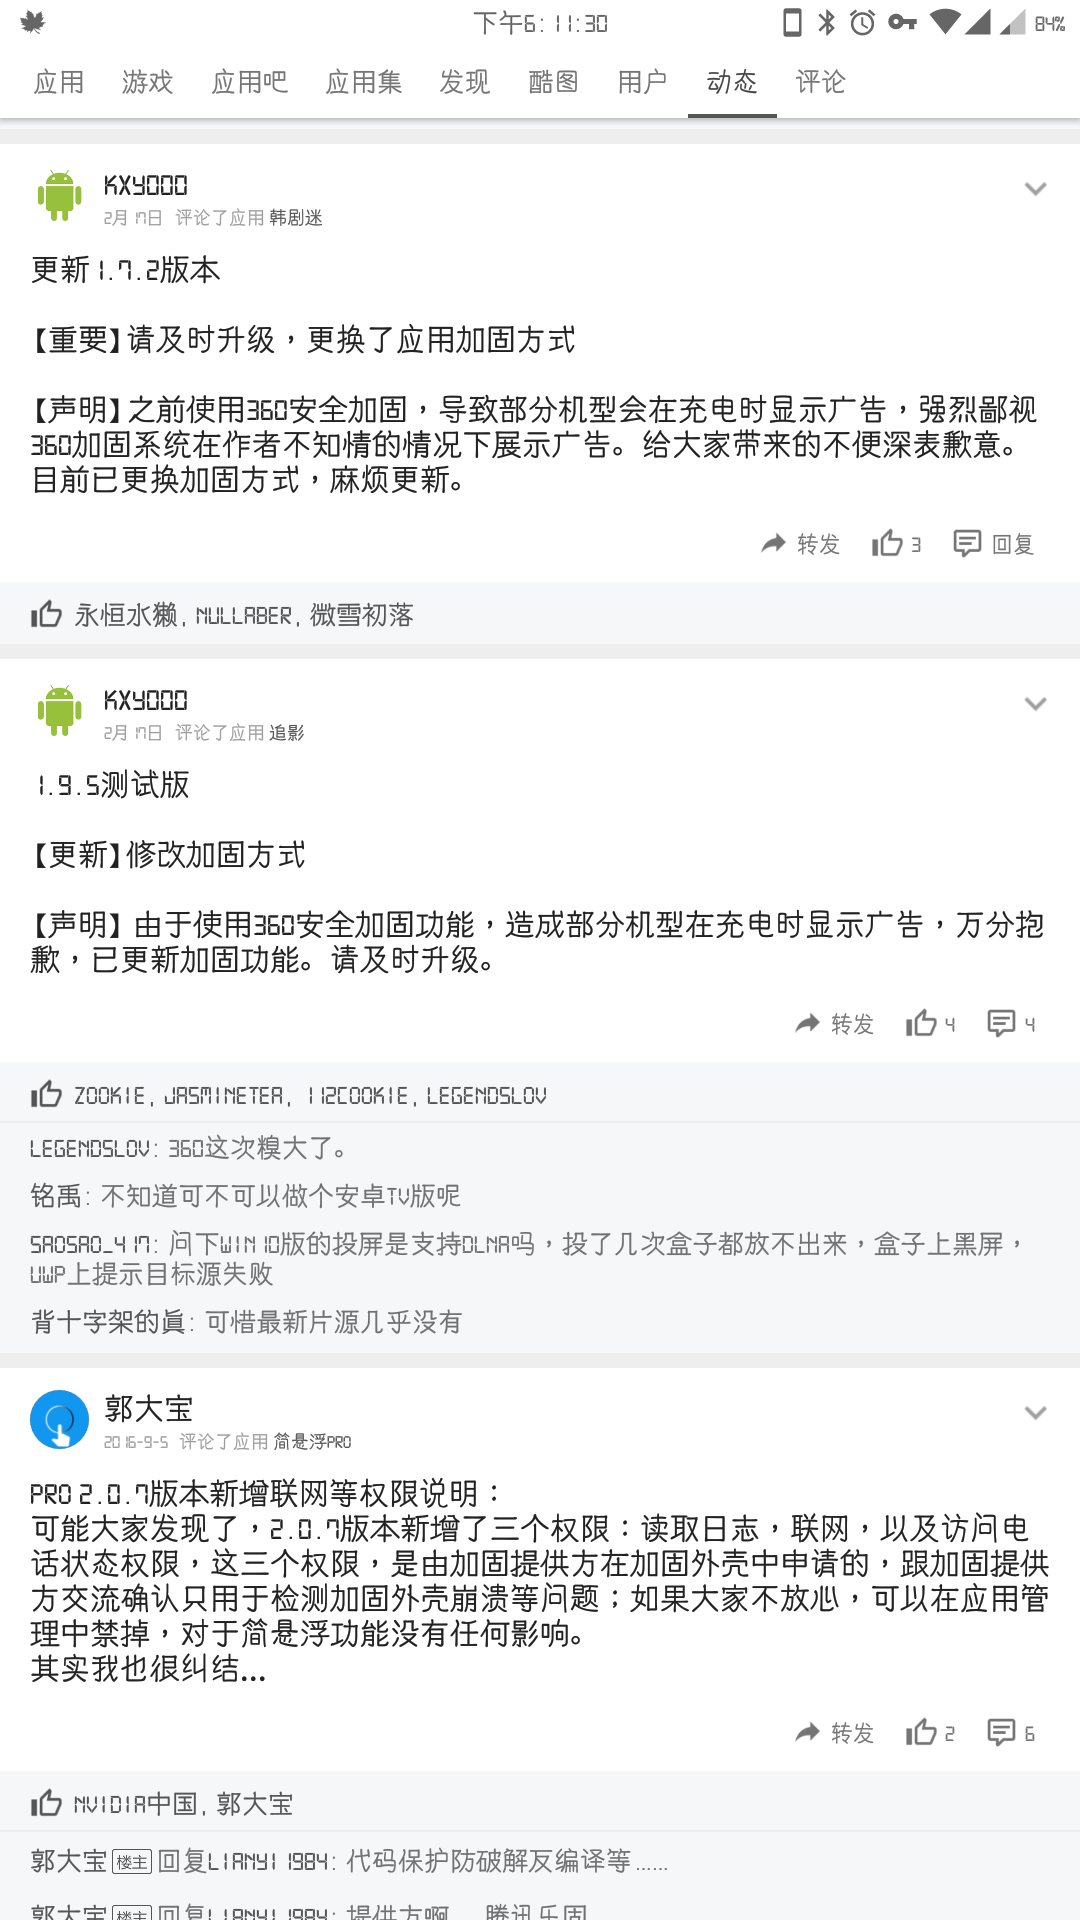 下午6:11:30 84%
应用 游戏 应用吧 应用集 发现 酷图 用户 动态 评论
KXY000
2月17日 评论了应用 韩剧迷
更新1.7.2版本
【重要】请及时升级，更换了应用加固方式
【声明】之前使用360安全加固，导致部分机型会在充电时显示广告，强烈鄙视
360加固系统在作者不知情的情况下展示广告。给大家带来的不便深表歉意。
目前已更换加固方式，麻烦更新。
转发 3 回复
永恒水獭, NULLABER, 微雪初落
KXY000
2月17日 评论了应用 追影
1.9.5测试版
【更新】修改加固方式
【声明】由于使用360安全加固功能，造成部分机型在充电时显示广告，万分抱
歉，已更新加固功能。请及时升级。
转发 4 4
ZOOKIE, JASMINETEA, 112COOKIE, LEGENDSLOV
LEGENDSLOV: 360这次糗大了。
铭禹: 不知道可不可以做个安卓TV版呢
SAOSAO_417: 问下WIN10版的投屏是支持DLNA吗，投了几次盒子都放不出来，盒子上黑屏，
UWP上提示目标源失败
背十字架的眞: 可惜最新片源几乎没有
郭大宝
2016-9-5 评论了应用 简悬浮PRO
PRO 2.0.7版本新增联网等权限说明：
可能大家发现了，2.0.7版本新增了三个权限：读取日志，联网，以及访问电
话状态权限，这三个权限，是由加固提供方在加固外壳中申请的，跟加固提供
方交流确认只用于检测加固外壳崩溃等问题；如果大家不放心，可以在应用管
理中禁掉，对于简悬浮功能没有任何影响。
其实我也很纠结...
转发 2 6
NVIDIA中国, 郭大宝
郭大宝 楼主 回复LIANYI1984: 代码保护防破解反编译等......
郭大宝 楼主 回复LIANYI1984: 提供方啊... 腾讯乐固